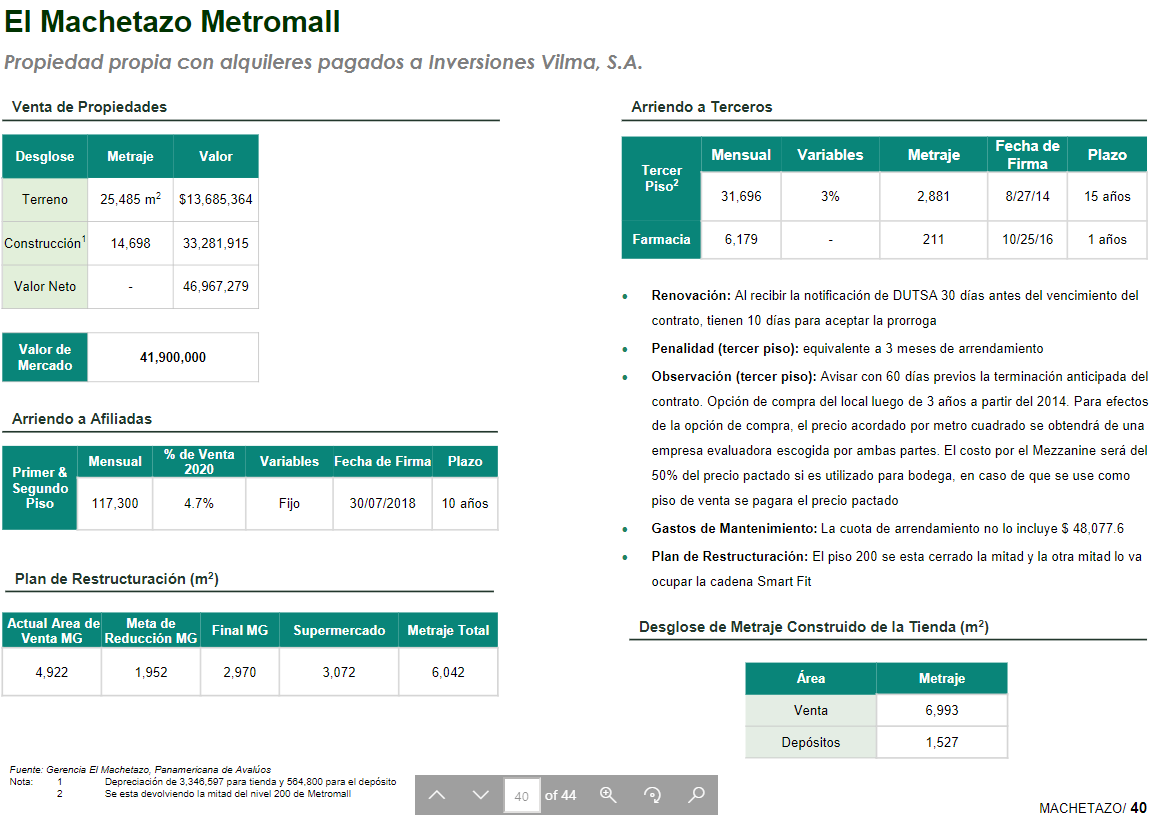 El Machetazo Metromall
Propiedad propia con alquileres pagados a Inversiones Vilma, S.A.
Venta de Propiedades
Desglose Metraje Valor
Terreno 25,485 m² $13,685,364
Construcción¹ 14,698 33,281,915
Valor Neto - 46,967,279
Valor de
Mercado
41,900,000
Arriendo a Afiliadas
Primer &
Segundo
Piso
Mensual % de Venta
2020 Variables Fecha de Firma Plazo
117,300 4.7% Fijo 30/07/2018 10 años
Plan de Restructuración (m²)
Actual Area de
Venta MG
Meta de
Reducción MG
Final MG Supermercado Metraje Total
4,922 1,952 2,970 3,072 6,042
Fuente: Gerencia El Machetazo, Panamericana de Avalúos
Nota: 1 Depreciación de 3,346,597 para tienda y 564,800 para el depósito
2 Se esta devolviendo la mitad del nivel 200 de Metromall
Arriendo a Terceros
Tercer
Piso²
Mensual Variables Metraje Fecha de
Firma Plazo
31,696 3% 2,881 8/27/14 15 años
Farmacia 6,179 - 211 10/25/16 1 años
• Renovación: Al recibir la notificación de DUTSA 30 días antes del vencimiento del
contrato, tienen 10 días para aceptar la prorroga
• Penalidad (tercer piso): equivalente a 3 meses de arrendamiento
• Observación (tercer piso): Avisar con 60 días previos la terminación anticipada del
contrato. Opción de compra del local luego de 3 años a partir del 2014. Para efectos
de la opción de compra, el precio acordado por metro cuadrado se obtendrá de una
empresa evaluadora escogida por ambas partes. El costo por el Mezzanine será del
50% del precio pactado si es utilizado para bodega, en caso de que se use como
piso de venta se pagara el precio pactado
• Gastos de Mantenimiento: La cuota de arrendamiento no lo incluye $ 48,077.6
• Plan de Restructuración: El piso 200 se esta cerrado la mitad y la otra mitad lo va
ocupar la cadena Smart Fit
Desglose de Metraje Construido de la Tienda (m²)
Área Metraje
Venta 6,993
Depósitos 1,527
40 of 44
MACHETAZO/ 40